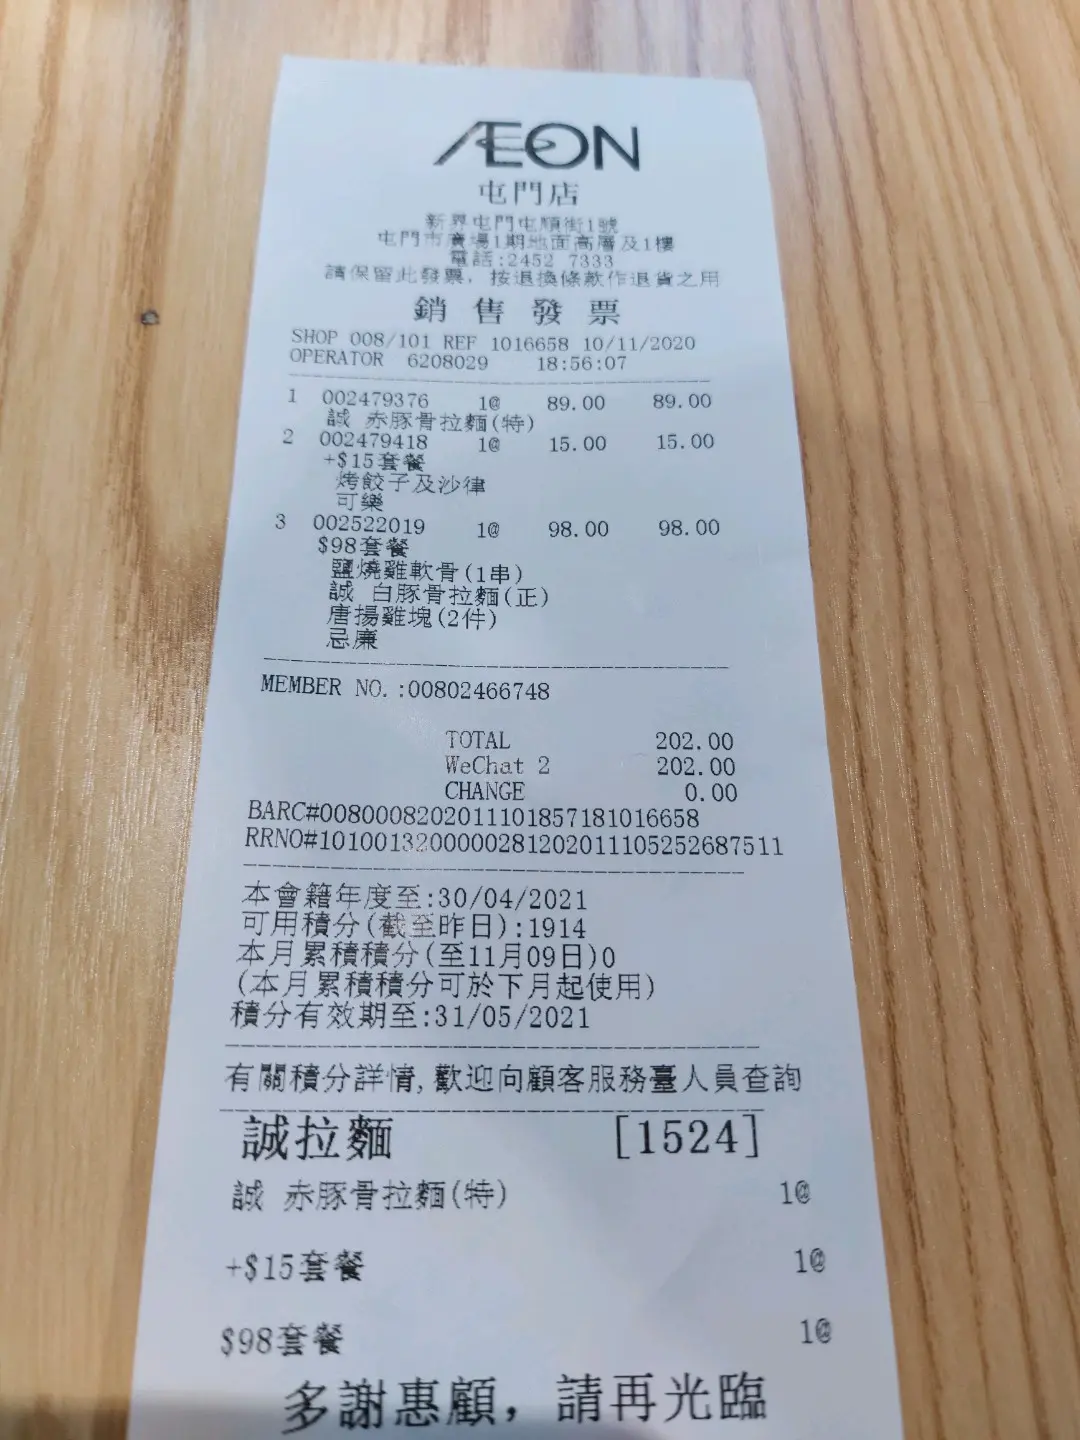 ÆON
屯門店
新界屯門屯順街1號
屯門市廣場1期地面高層及1樓
電話:2452 7333
請保留此發票，按退換條款作退貨之用
銷售發票
SHOP 008/101 REF 1016658 10/11/2020
OPERATOR 6208029 18:56:07
1 002479376 1@ 89.00 89.00
誠 赤豚骨拉麵(特)
2 002479418 1@ 15.00 15.00
+$15套餐
烤餃子及沙律
可樂
3 002522019 1@ 98.00 98.00
$98套餐
鹽燒雞軟骨(1串)
誠 白豚骨拉麵(正)
唐揚雞塊(2件)
忌廉
MEMBER NO.:00802466748
TOTAL 202.00
WeChat 2 202.00
CHANGE 0.00
BARC#0080008202011101857181016658
RRNO#1010013200000281202011105252687511
本會籍年度至:30/04/2021
可用積分(截至昨日):1914
本月累積積分(至11月09日)0
(本月累積積分可於下月起使用)
積分有效期至:31/05/2021
有關積分詳情,歡迎向顧客服務臺人員查詢
誠拉麵 [1524]
誠 赤豚骨拉麵(特) 1@
+$15套餐 1@
$98套餐 1@
多謝惠顧，請再光臨